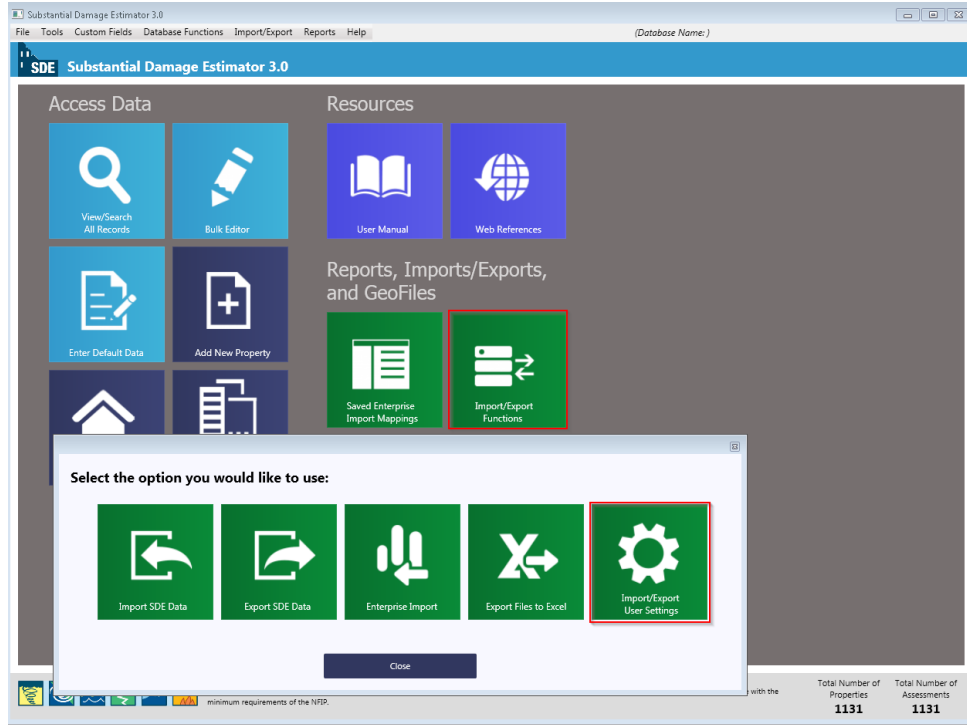 Substantial Damage Estimator 3.0
File Tools Custom Fields Database Functions Import/Export Reports Help (Database Name: )
SDE Substantial Damage Estimator 3.0
Access Data
View/Search
All Records
Bulk Editor
Enter Default Data
Add New Property
Resources
User Manual
Web References
Reports, Imports/Exports,
and GeoFiles
Saved Enterprise
Import Mappings
Import/Export
Functions
Select the option you would like to use:
Import SDE Data
Export SDE Data
Enterprise Import
Export Files to Excel
Import/Export
User Settings
Close
minimum requirements of the NFIP.
with the
Total Number of
Properties
1131
Total Number of
Assessments
1131